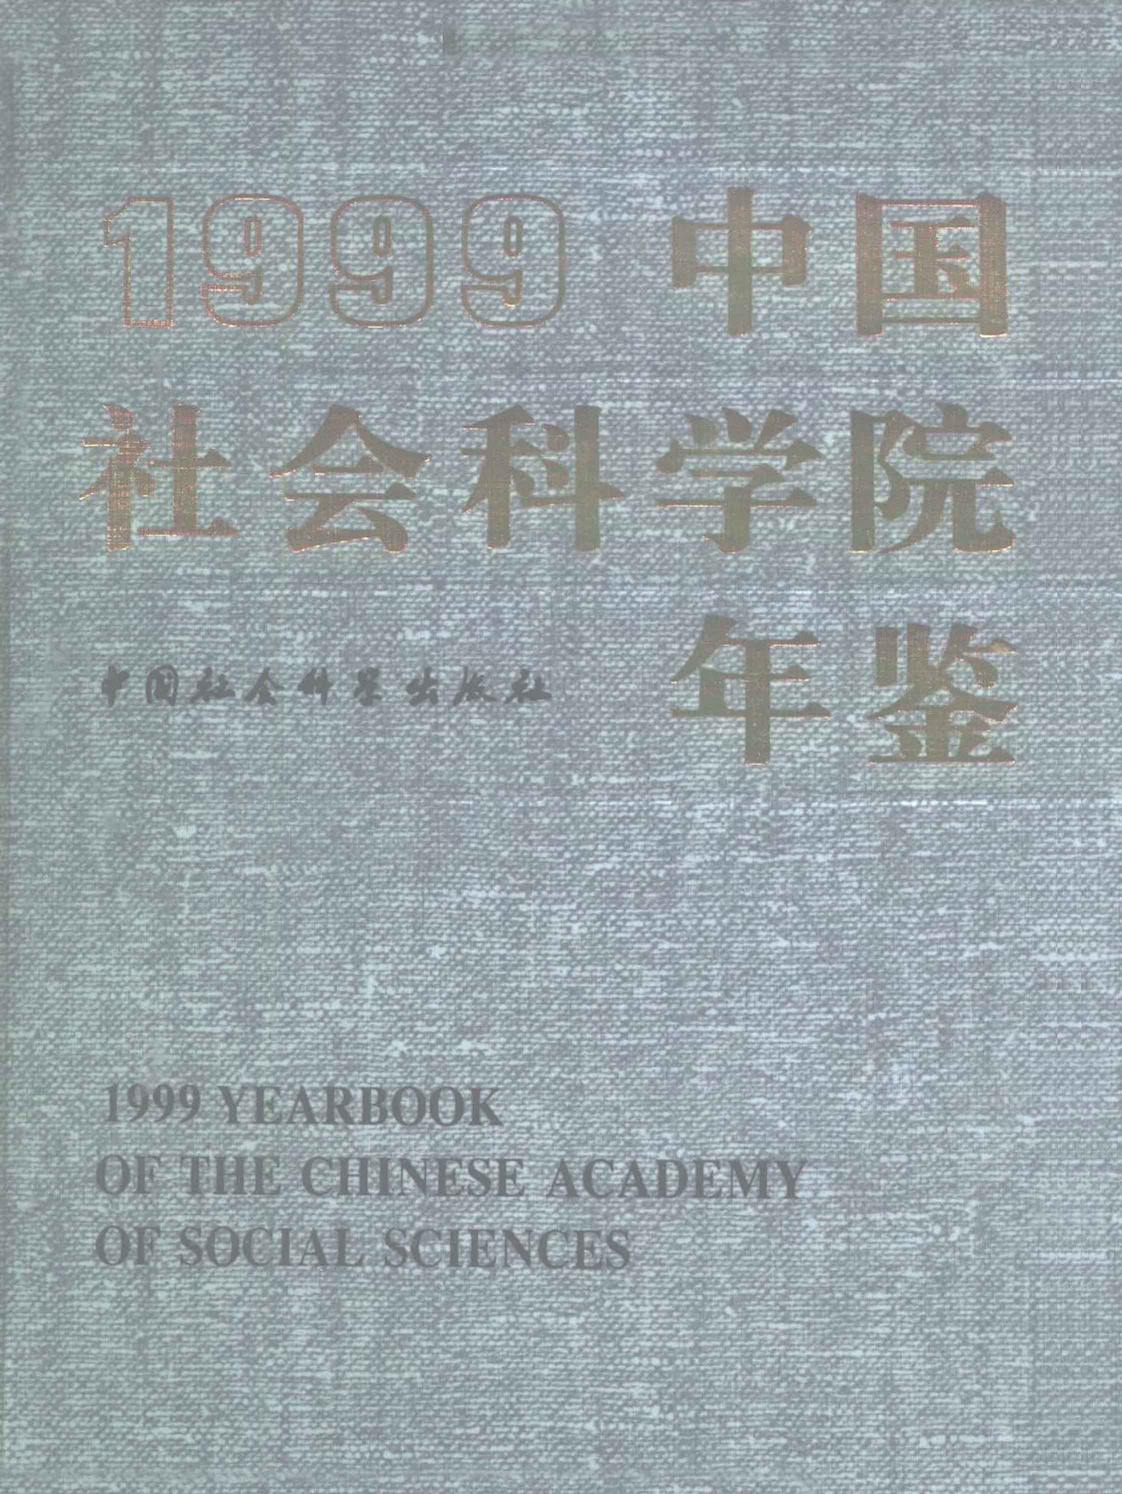 1999 中国
社会科学院
年鉴
中国社会科学出版社
1999 YEARBOOK
OF THE CHINESE ACADEMY
OF SOCIAL SCIENCES